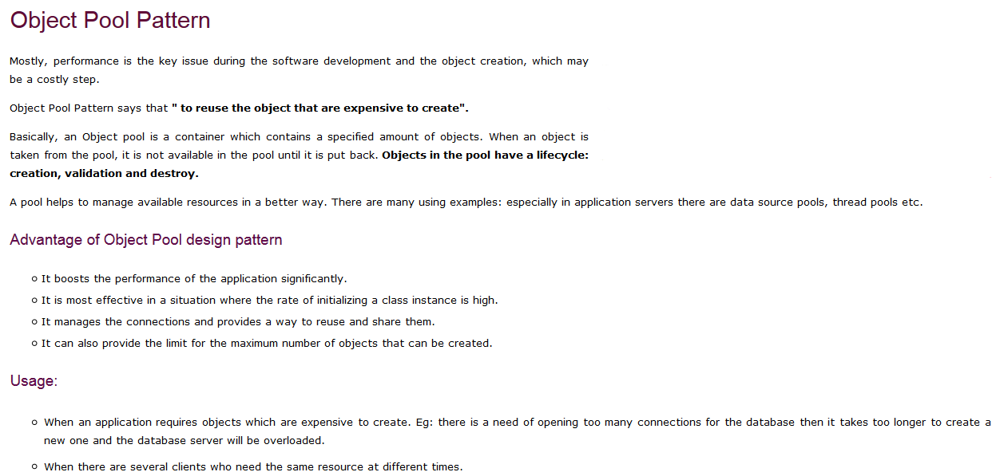 Object Pool Pattern
Mostly, performance is the key issue during the software development and the object creation, which may
be a costly step.
Object Pool Pattern says that " to reuse the object that are expensive to create".
Basically, an Object pool is a container which contains a specified amount of objects. When an object is
taken from the pool, it is not available in the pool until it is put back. Objects in the pool have a lifecycle:
creation, validation and destroy.
A pool helps to manage available resources in a better way. There are many using examples: especially in application servers there are data source pools, thread pools etc.
Advantage of Object Pool design pattern
It boosts the performance of the application significantly.
It is most effective in a situation where the rate of initializing a class instance is high.
It manages the connections and provides a way to reuse and share them.
It can also provide the limit for the maximum number of objects that can be created.
Usage:
When an application requires objects which are expensive to create. Eg: there is a need of opening too many connections for the database then it takes too longer to create a
new one and the database server will be overloaded.
When there are several clients who need the same resource at different times.